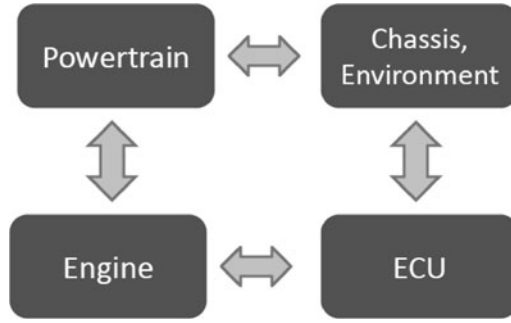 Powertrain
Chassis,
Environment
Engine
ECU